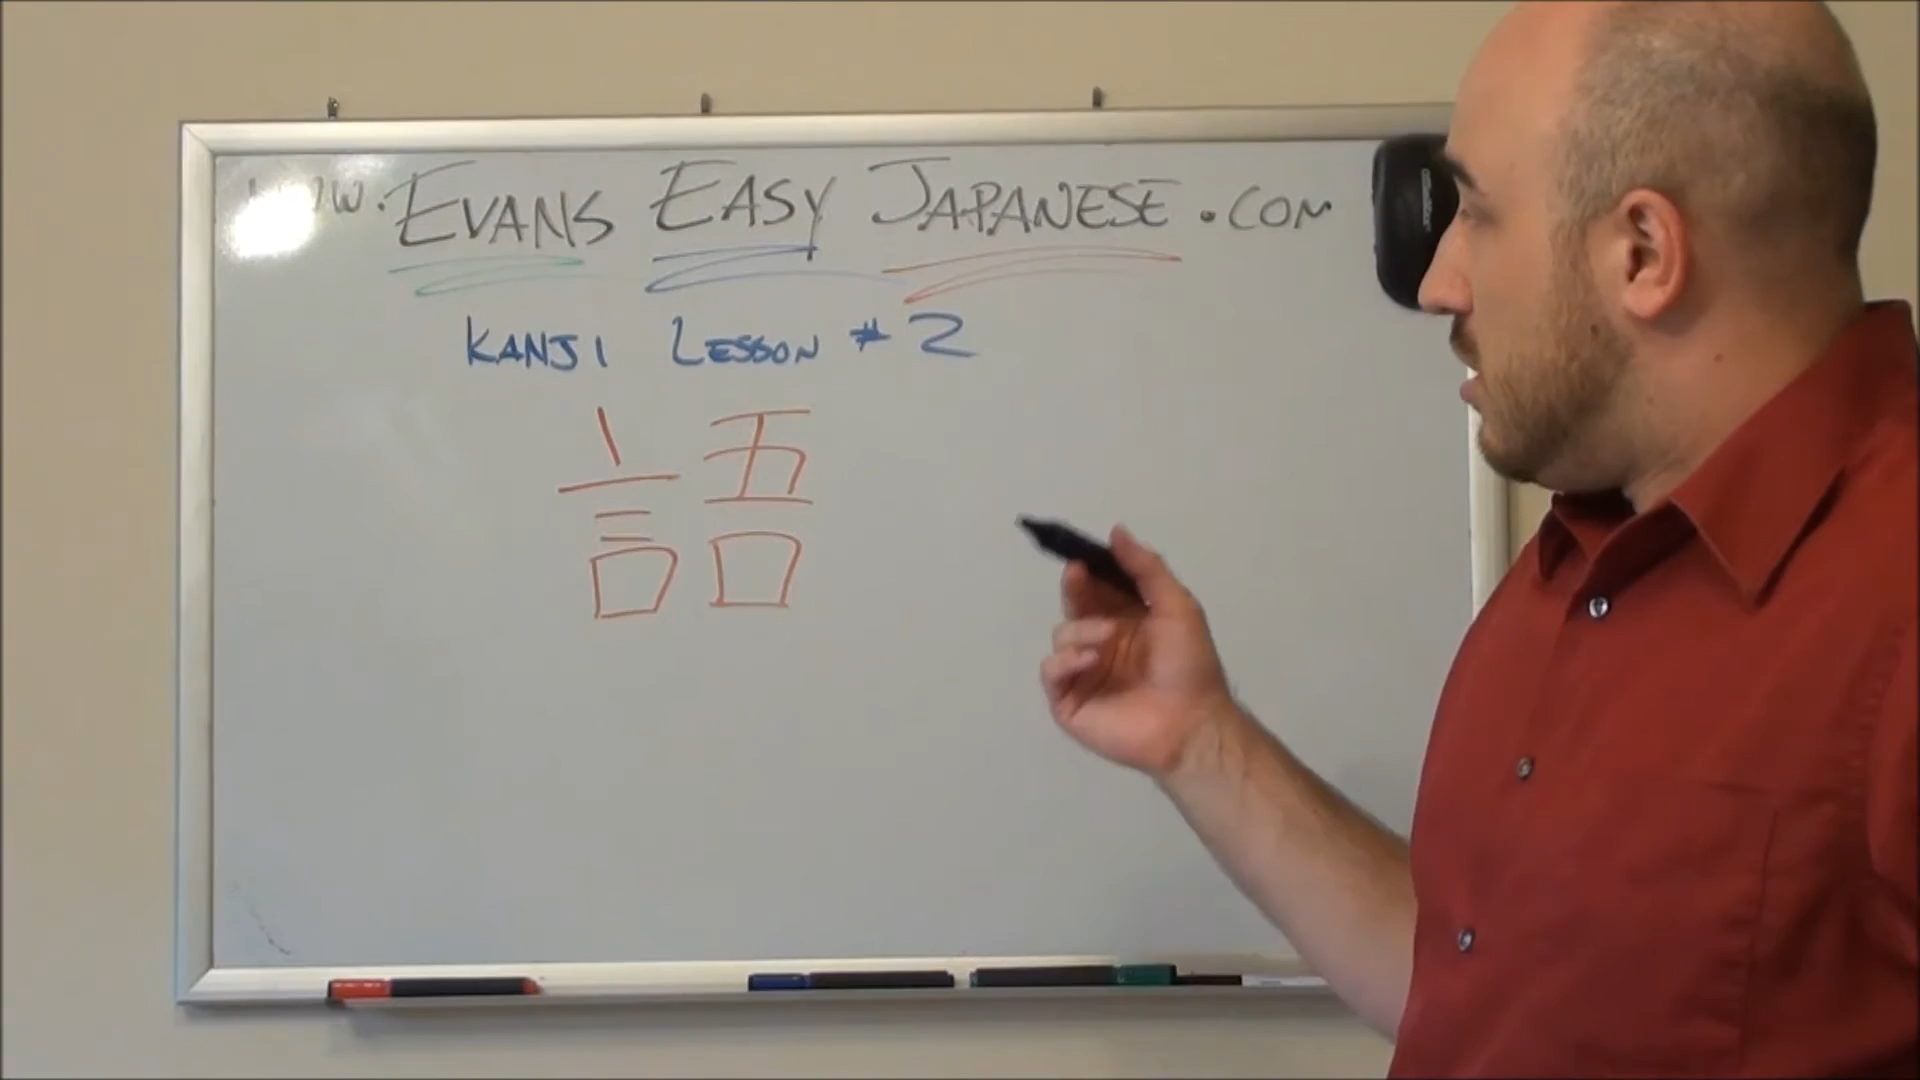 www. EVANS EASY JAPANESE.COM
KANJI LESSON #2
語